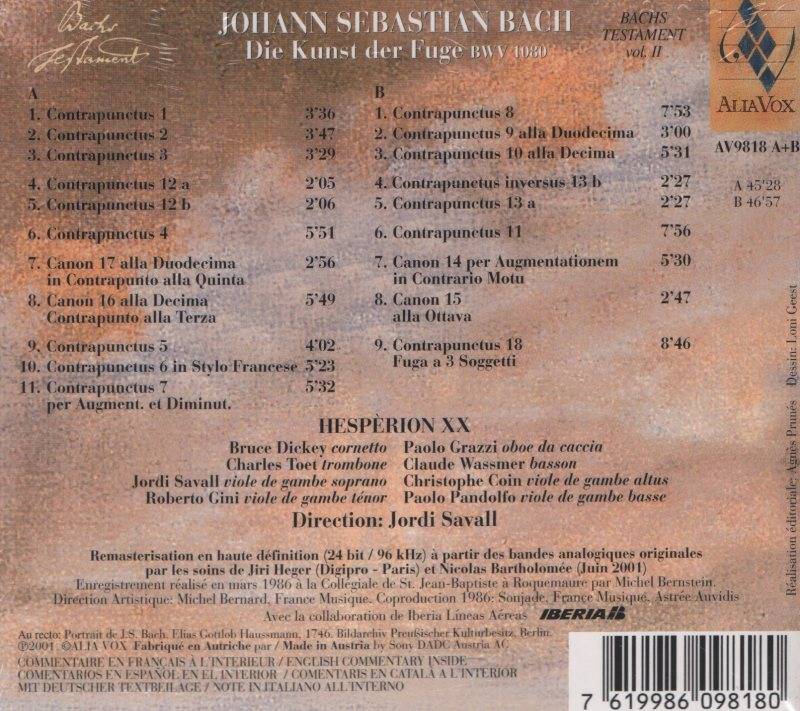 Bachs
Testament
JOHANN SEBASTIAN BACH
Die Kunst der Fuge BWV 1080
BACHS
TESTAMENT
vol. II
ALIAVOX
AV9818 A+B
A 45'28
B 46'57
A
1. Contrapunctus 1 3'36
2. Contrapunctus 2 3'47
3. Contrapunctus 3 3'29
4. Contrapunctus 12 a 2'05
5. Contrapunctus 12 b 2'06
6. Contrapunctus 4 5'51
7. Canon 17 alla Duodecima 2'56
in Contrapunto alla Quinta
8. Canon 16 alla Decima 5'49
Contrapunto alla Terza
9. Contrapunctus 5 4'02
10. Contrapunctus 6 in Stylo Francese 5'23
11. Contrapunctus 7 5'32
per Augment. et Diminut.
B
1. Contrapunctus 8 7'53
2. Contrapunctus 9 alla Duodecima 3'00
3. Contrapunctus 10 alla Decima 5'31
4. Contrapunctus inversus 13 b 2'27
5. Contrapunctus 13 a 2'27
6. Contrapunctus 11 7'56
7. Canon 14 per Augmentationem 5'30
in Contrario Motu
8. Canon 15 2'47
alla Ottava
9. Contrapunctus 18 8'46
Fuga a 3 Soggetti
HESPÈRION XX
Bruce Dickey cornetto Paolo Grazzi oboe da caccia
Charles Toet trombone Claude Wassmer basson
Jordi Savall viole de gambe soprano Christophe Coin viole de gambe altus
Roberto Gini viole de gambe ténor Paolo Pandolfo viole de gambe basse
Direction: Jordi Savall
Remasterisation en haute définition (24 bit / 96 kHz) à partir des bandes analogiques originales
par les soins de Jiri Heger (Digipro - Paris) et Nicolas Bartholomée (Juin 2001)
Enregistrement réalisé en mars 1986 à la Collégiale de St. Jean-Baptiste à Roquemaure par Michel Bernstein.
Direction Artistique: Michel Bernard, France Musique. Coproduction 1986: Sonjade, France Musique, Astrée Auvidis
Avec la collaboration de Iberia Líneas Aéreas IBERIA
Au recto: Portrait de J.S. Bach. Elias Gottlob Haussmann, 1746. Bildarchiv Preußischer Kulturbesitz, Berlin.
℗2001 ©ALIA VOX Fabriqué en Autriche par / Made in Austria by Sony DADC Austria AG
COMMENTAIRE EN FRANÇAIS À L'INTÉRIEUR / ENGLISH COMMENTARY INSIDE
COMENTARIOS EN ESPAÑOL EN EL INTERIOR / COMENTARIS EN CATALÀ A L'INTERIOR
MIT DEUTSCHER TEXTBEILAGE / NOTE IN ITALIANO ALL'INTERNO
Réalisation éditoriale: Agnès Prunés Dessin: Loni Geest
7 619986 098180